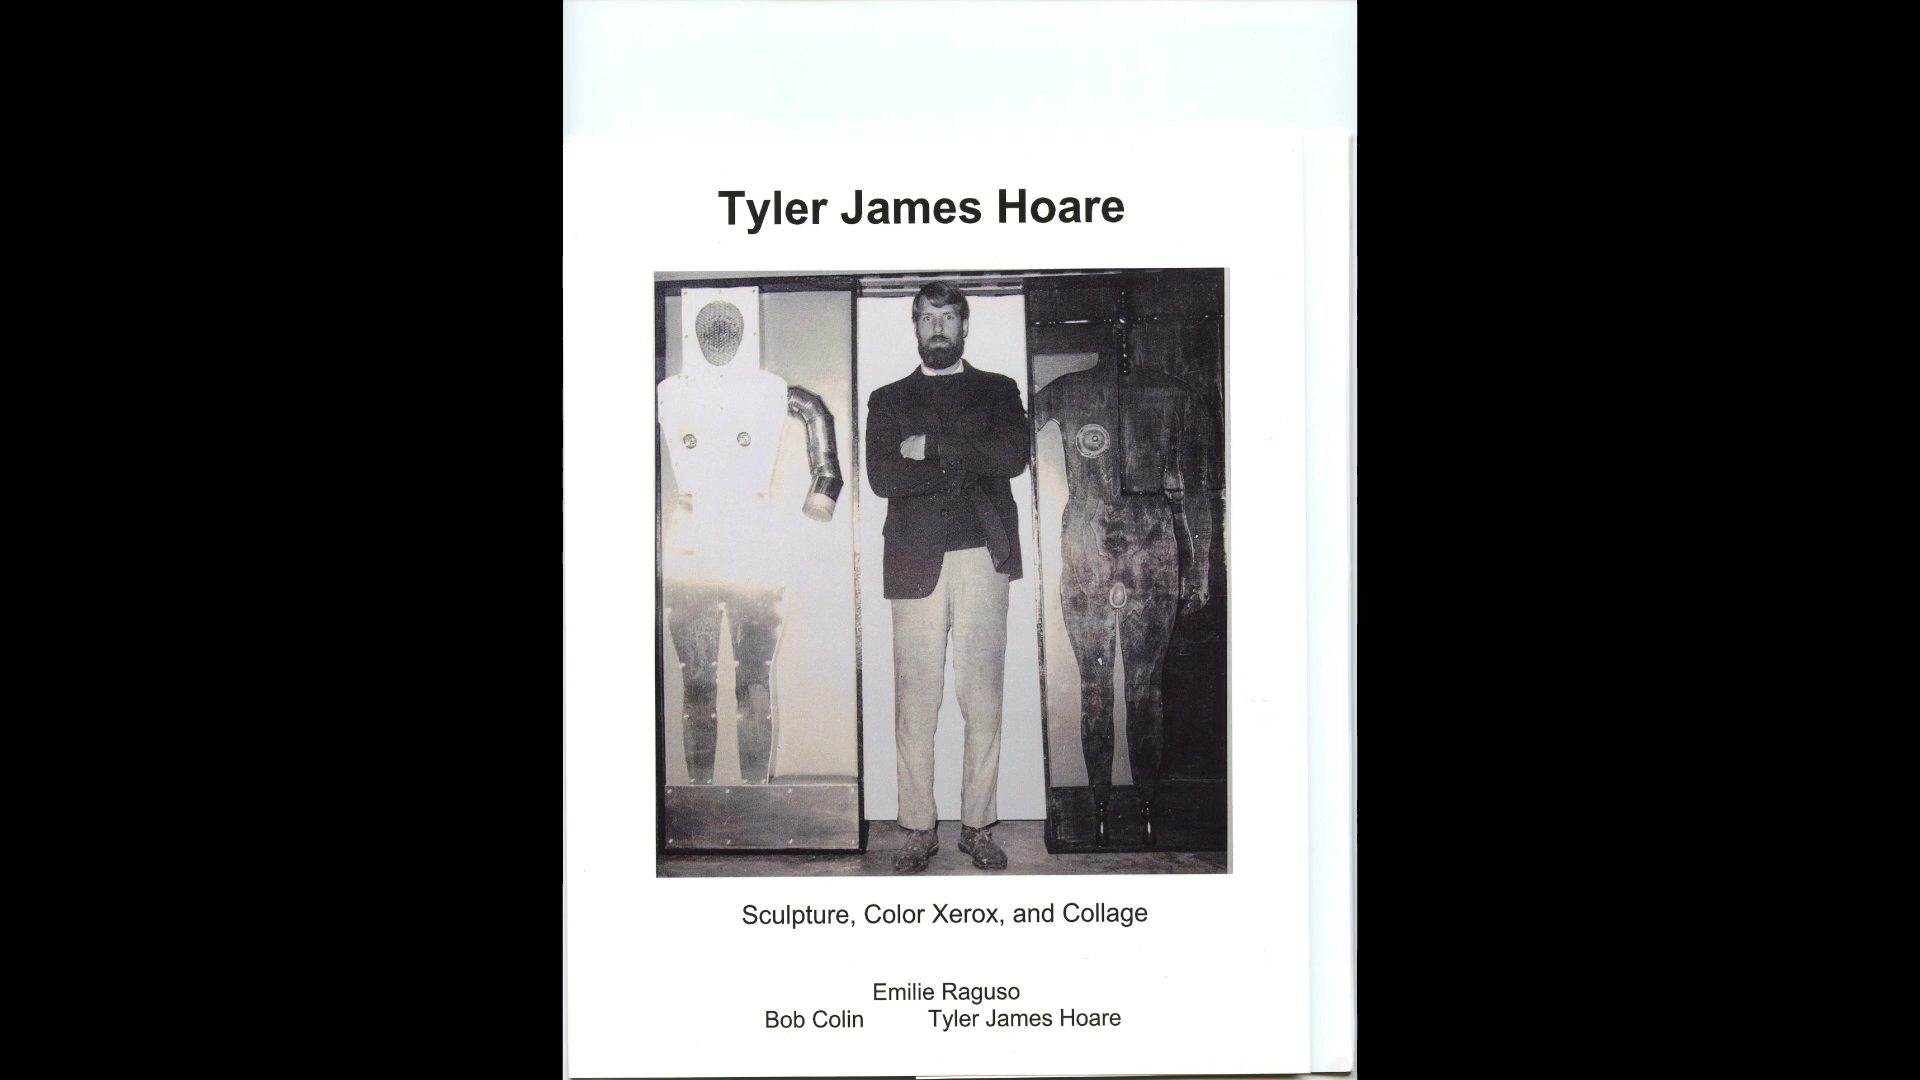 Tyler James Hoare
Sculpture, Color Xerox, and Collage
Emilie Raguso
Bob Colin Tyler James Hoare